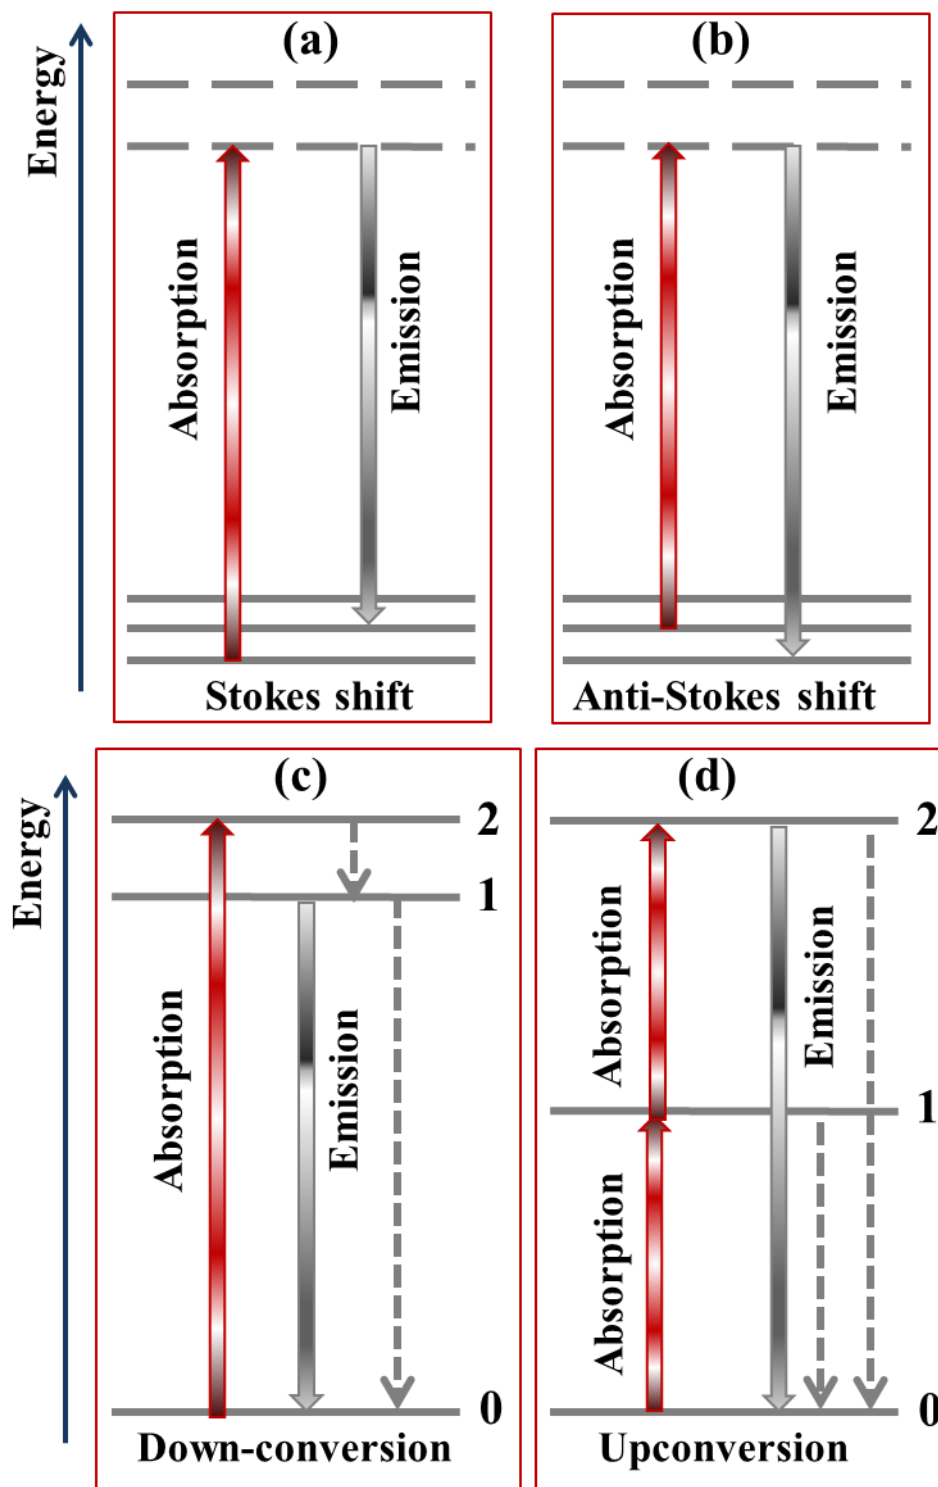 (a)
(b)
Energy
Absorption
Emission
Absorption
Emission
Stokes shift
Anti-Stokes shift
(c)
(d)
Energy
2
1
Absorption
Emission
0
Down-conversion
2
Absorption
Emission
1
Absorption
0
Upconversion